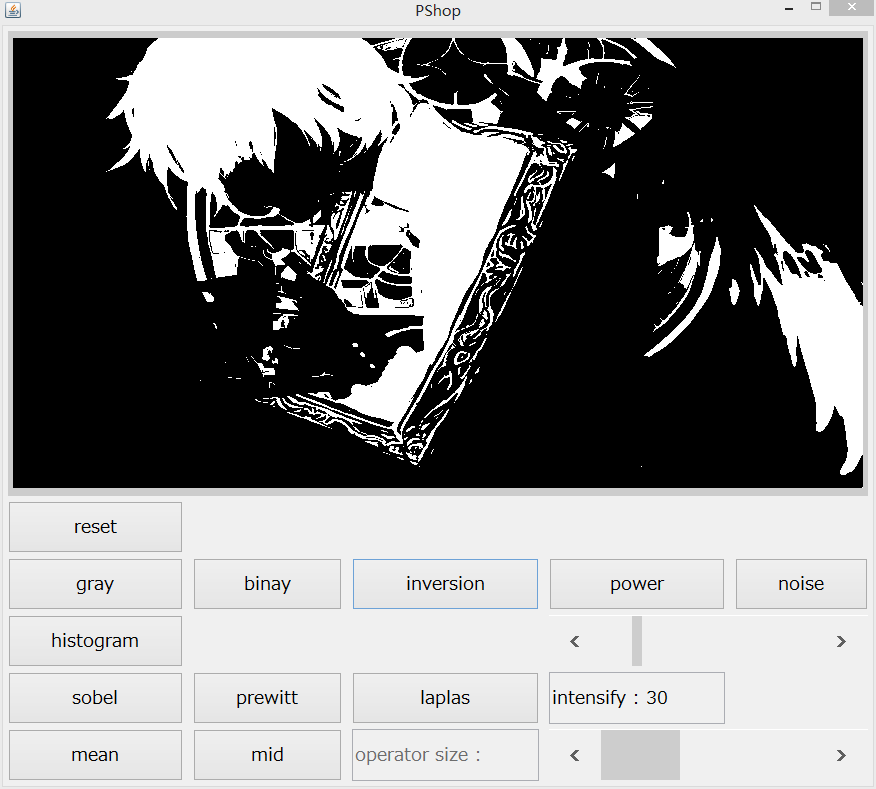 PShop
reset
gray binay inversion power noise
histogram
sobel prewitt laplas intensify : 30
mean mid operator size :